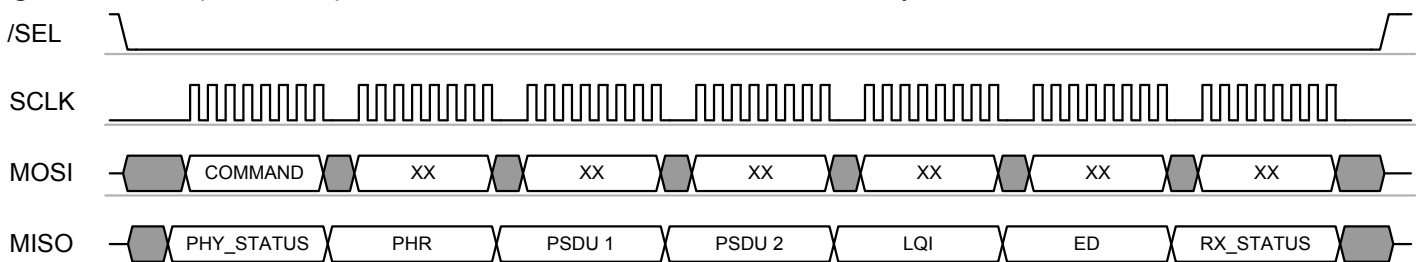 /SEL
SCLK
MOSI COMMAND XX XX XX XX XX XX
MISO PHY_STATUS PHR PSDU 1 PSDU 2 LQI ED RX_STATUS